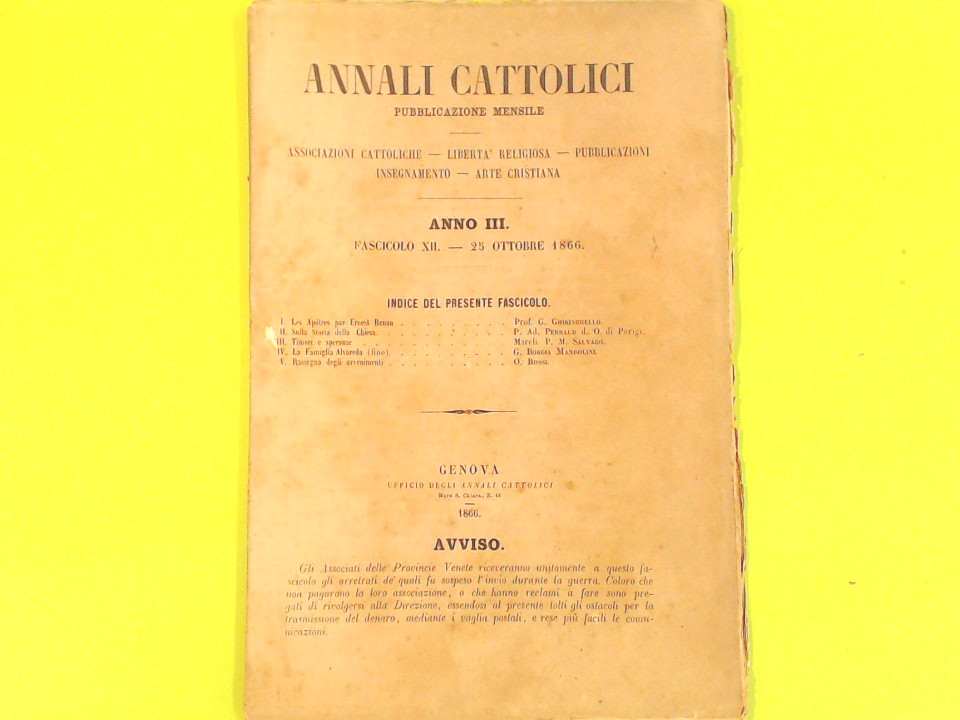 ANNALI CATTOLICI
PUBBLICAZIONE MENSILE
ASSOCIAZIONI CATTOLICHE — LIBERTA' RELIGIOSA — PUBBLICAZIONI
INSEGNAMENTO — ARTE CRISTIANA
ANNO III.
FASCICOLO XII. — 25 OTTOBRE 1866.
INDICE DEL PRESENTE FASCICOLO.
I. Les Apôtres par Ernest Renan . . . . . . . . . Prof. G. GHIRINGHELLO.
II. Sulla Storia della Chiesa. . . . . . . . . . P. AD. PERRAUD d. O. di Parigi.
III. Timori e speranze . . . . . . . . . . . March. P. M. SALVAGO.
IV. La Famiglia Alvareda (fine). . . . . . . . . G. BORGIA MANDOLINI.
V. Rassegna degli avvenimenti . . . . . . . . . O. ROSSI.
GENOVA
UFFICIO DEGLI ANNALI CATTOLICI
Mura S. Chiara, N.
1866.
AVVISO.
Gli Associati delle Provincie Venete riceveranno unitamente a questo fa-
scicolo gli arretrati de' quali fu sospeso l'invio durante la guerra. Coloro che
non pagarono la loro associazione, o che hanno reclami a fare sono pre-
gati di rivolgersi alla Direzione, essendosi al presente tolti gli ostacoli per la
trasmissione del denaro, mediante i vaglia postali, e rese più facili le comu-
nicazioni.